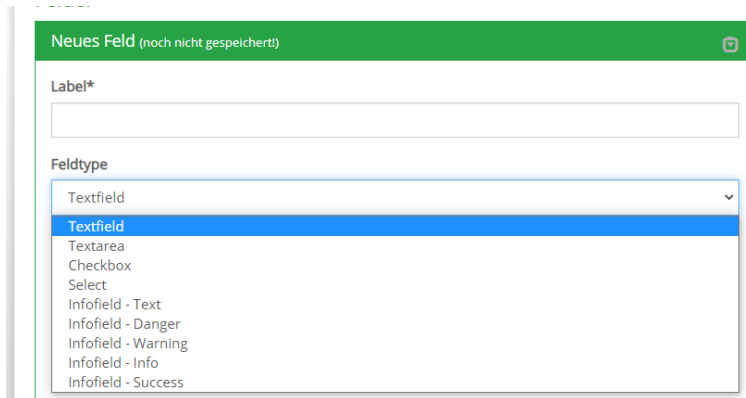 Neues Feld (noch nicht gespeichert!)
Label*
Feldtype
Textfield
Textfield
Textarea
Checkbox
Select
Infofield - Text
Infofield - Danger
Infofield - Warning
Infofield - Info
Infofield - Success